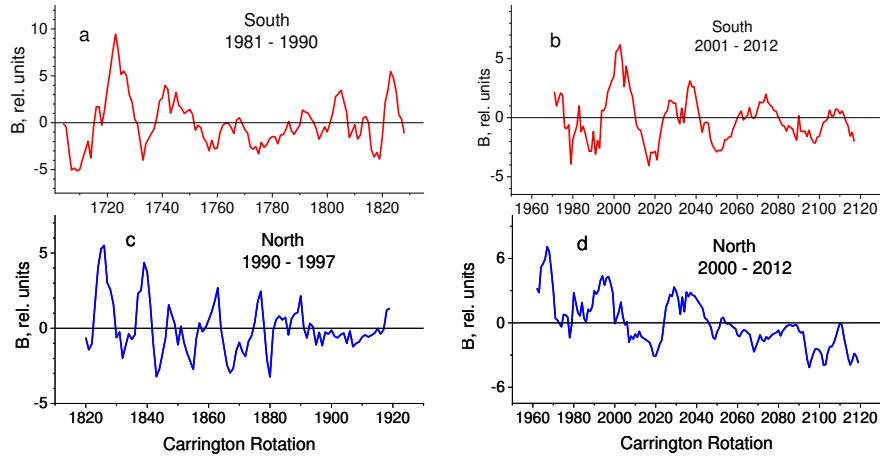 a
South
1981 - 1990
B, rel. units
10
5
0
-5
1720 1740 1760 1780 1800 1820
b
South
2001 - 2012
B, rel. units
5
0
-5
1960 1980 2000 2020 2040 2060 2080 2100 2120
c
North
1990 - 1997
B, rel. units
5
0
-5
1820 1840 1860 1880 1900 1920
Carrington Rotation
d
North
2000 - 2012
B, rel. units
6
0
-6
1960 1980 2000 2020 2040 2060 2080 2100 2120
Carrington Rotation